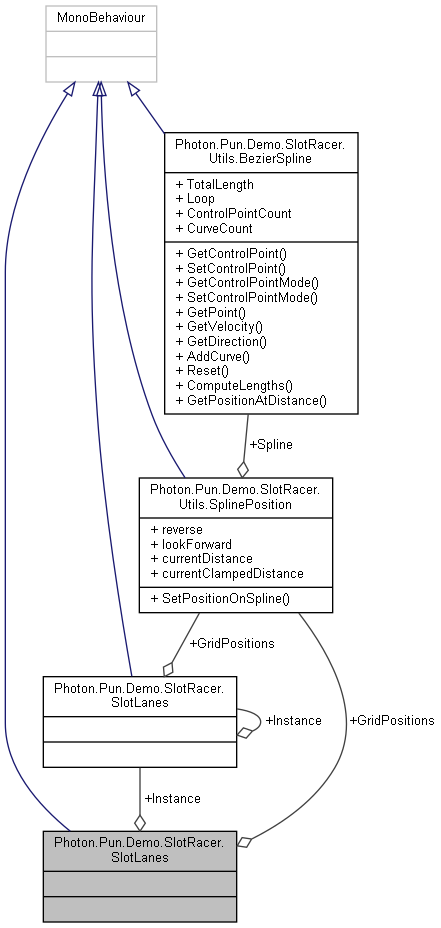 MonoBehaviour
Photon.Pun.Demo.SlotRacer.
Utils.BezierSpline
+ TotalLength
+ Loop
+ ControlPointCount
+ CurveCount
+ GetControlPoint()
+ SetControlPoint()
+ GetControlPointMode()
+ SetControlPointMode()
+ GetPoint()
+ GetVelocity()
+ GetDirection()
+ AddCurve()
+ Reset()
+ ComputeLengths()
+ GetPositionAtDistance()
+Spline
Photon.Pun.Demo.SlotRacer.
Utils.SplinePosition
+ reverse
+ lookForward
+ currentDistance
+ currentClampedDistance
+ SetPositionOnSpline()
+GridPositions
Photon.Pun.Demo.SlotRacer.
SlotLanes
+Instance
+GridPositions
+Instance
Photon.Pun.Demo.SlotRacer.
SlotLanes